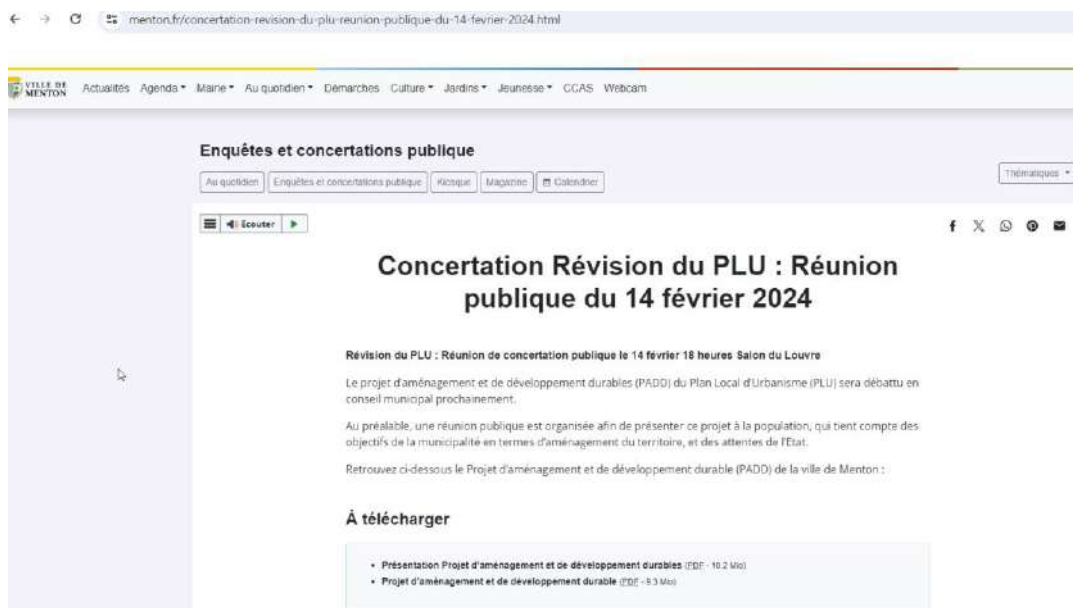 menton.fr/concertation-revision-du-plu-reunion-publique-du-14-fevrier-2024.html
VILLE DE
MENTON
Actualités Agenda Mairie Au quotidien Démarches Culture Jardins Jeunesse CCAS Webcam
Enquêtes et concertations publique
Au quotidien Enquêtes et concertations publique Kiosque Magazine Calendrier
Thématiques
Ecouter
Concertation Révision du PLU : Réunion
publique du 14 février 2024
Révision du PLU : Réunion de concertation publique le 14 février 18 heures Salon du Louvre
Le projet d'aménagement et de développement durables (PADD) du Plan Local d'Urbanisme (PLU) sera débattu en
conseil municipal prochainement.
Au préalable, une réunion publique est organisée afin de présenter ce projet à la population, qui tient compte des
objectifs de la municipalité en termes d'aménagement du territoire, et des attentes de l'Etat.
Retrouvez ci-dessous le Projet d'aménagement et de développement durable (PADD) de la ville de Menton :
À télécharger
• Présentation Projet d'aménagement et de développement durables (PDF - 10.2 Mio)
• Projet d'aménagement et de développement durable (PDF - 9.3 Mio)